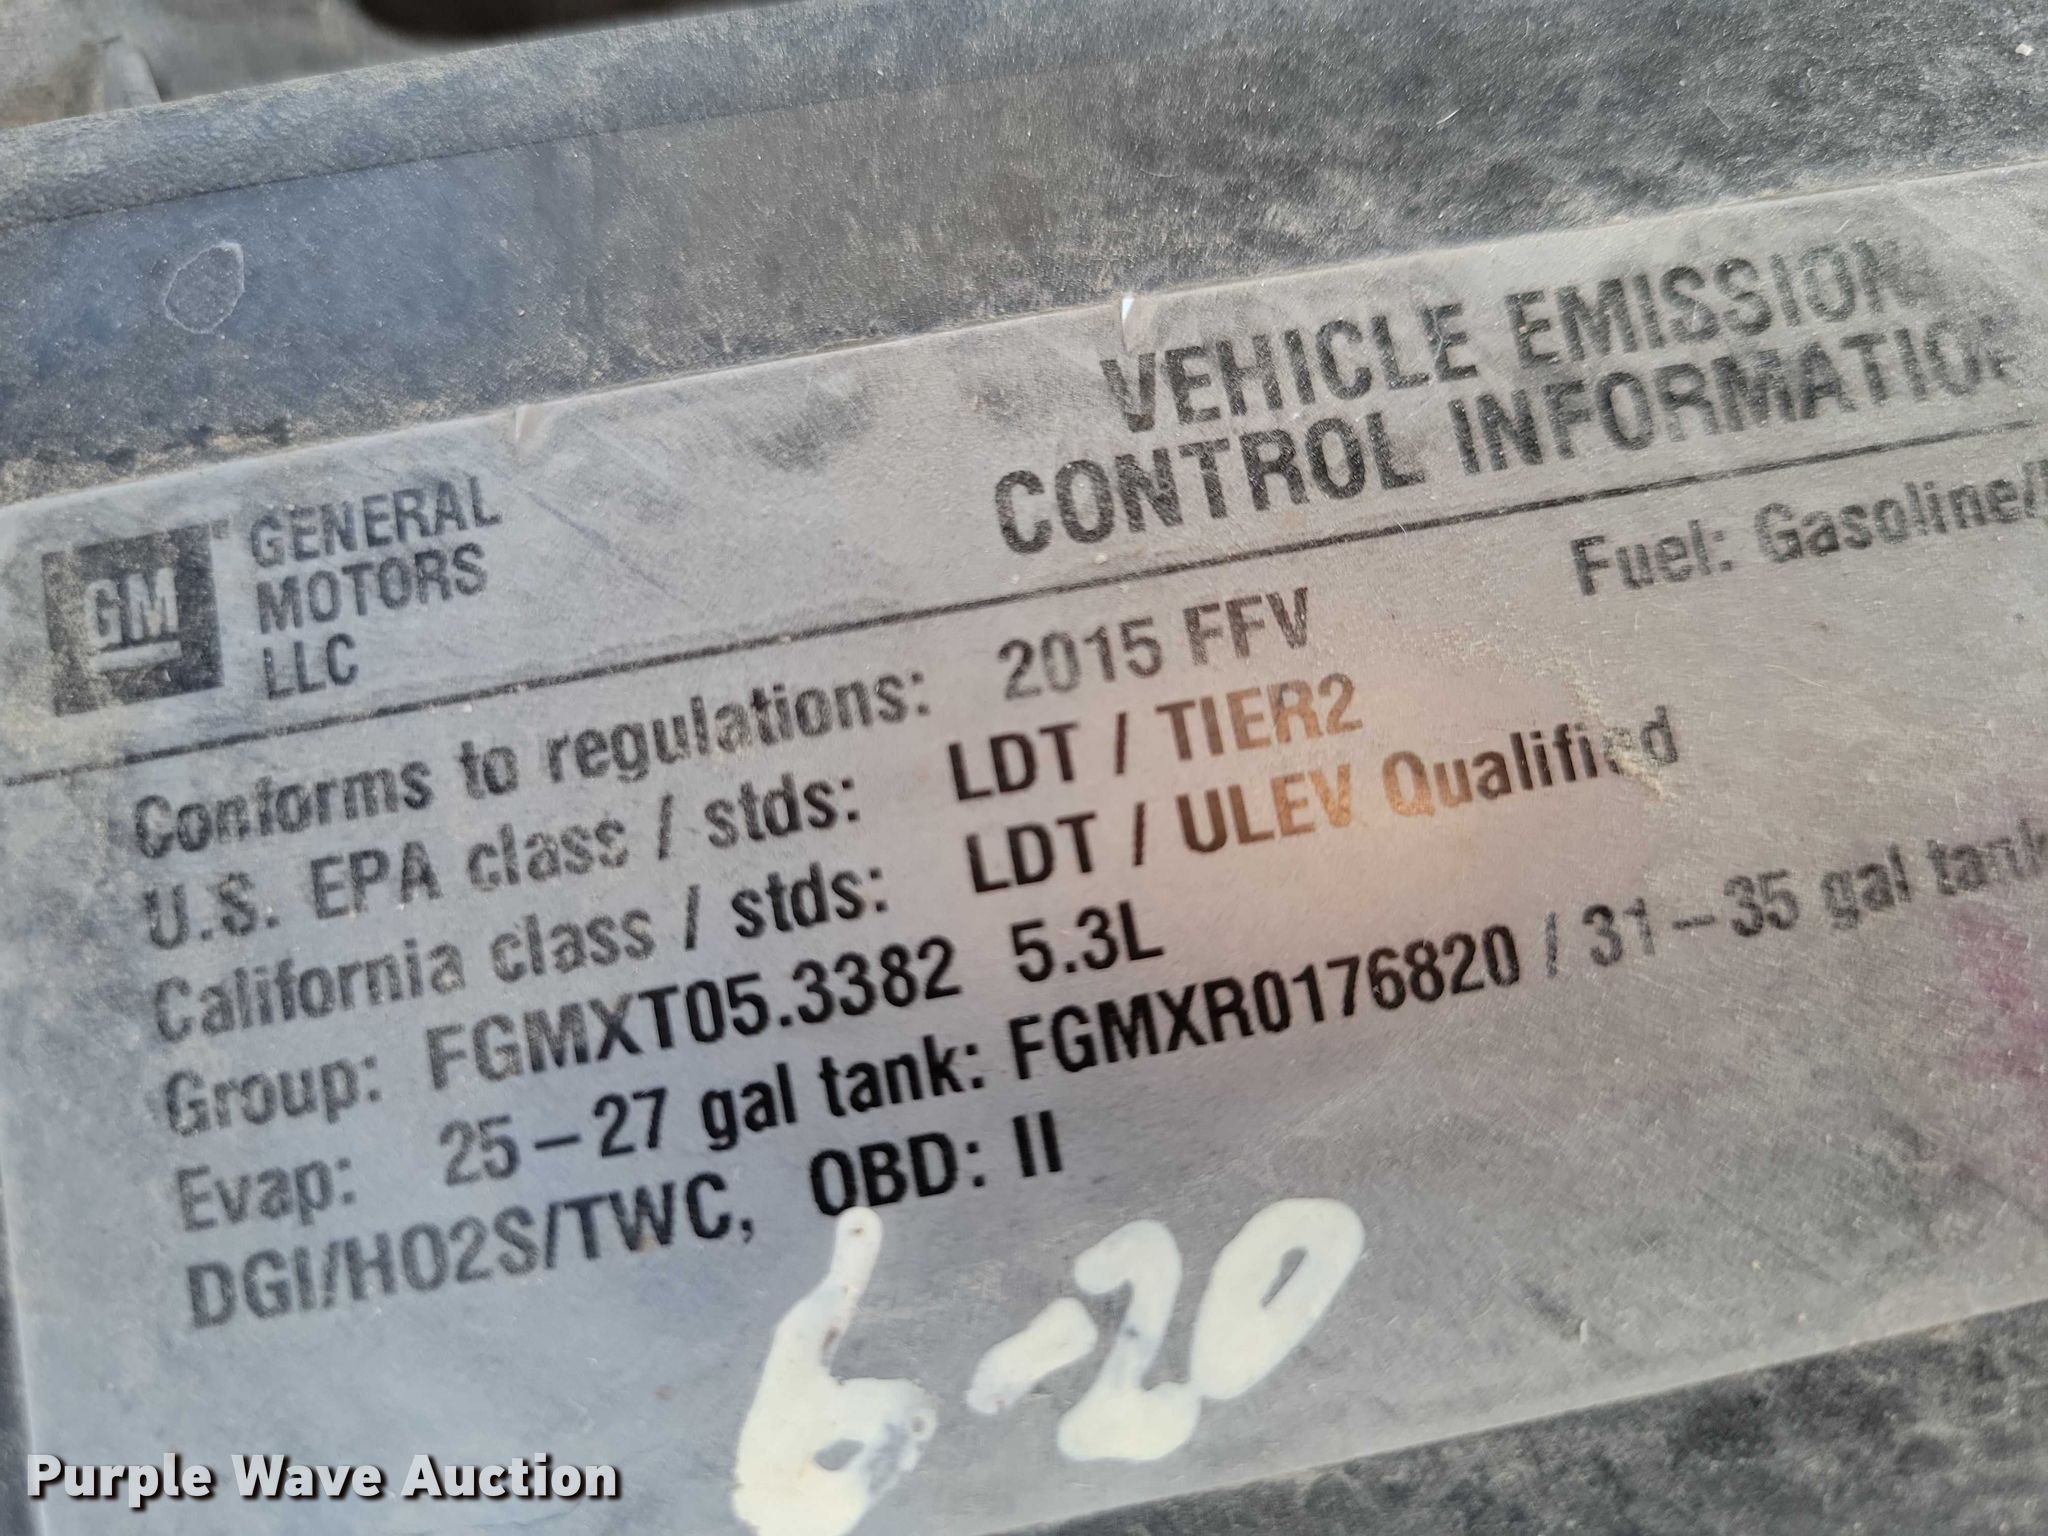 VEHICLE EMISSION
CONTROL INFORMATION
GM
GENERAL
MOTORS
LLC
Fuel: Gasoline/
Conforms to regulations: 2015 FFV
U.S. EPA class / stds: LDT / TIER2
California class / stds: LDT / ULEV Qualified
Group: FGMXT05.3382 5.3L
Evap: 25-27 gal tank: FGMXR0176820 / 31-35 gal tank
DGI/HO2S/TWC, OBD: II
6-20
Purple Wave Auction